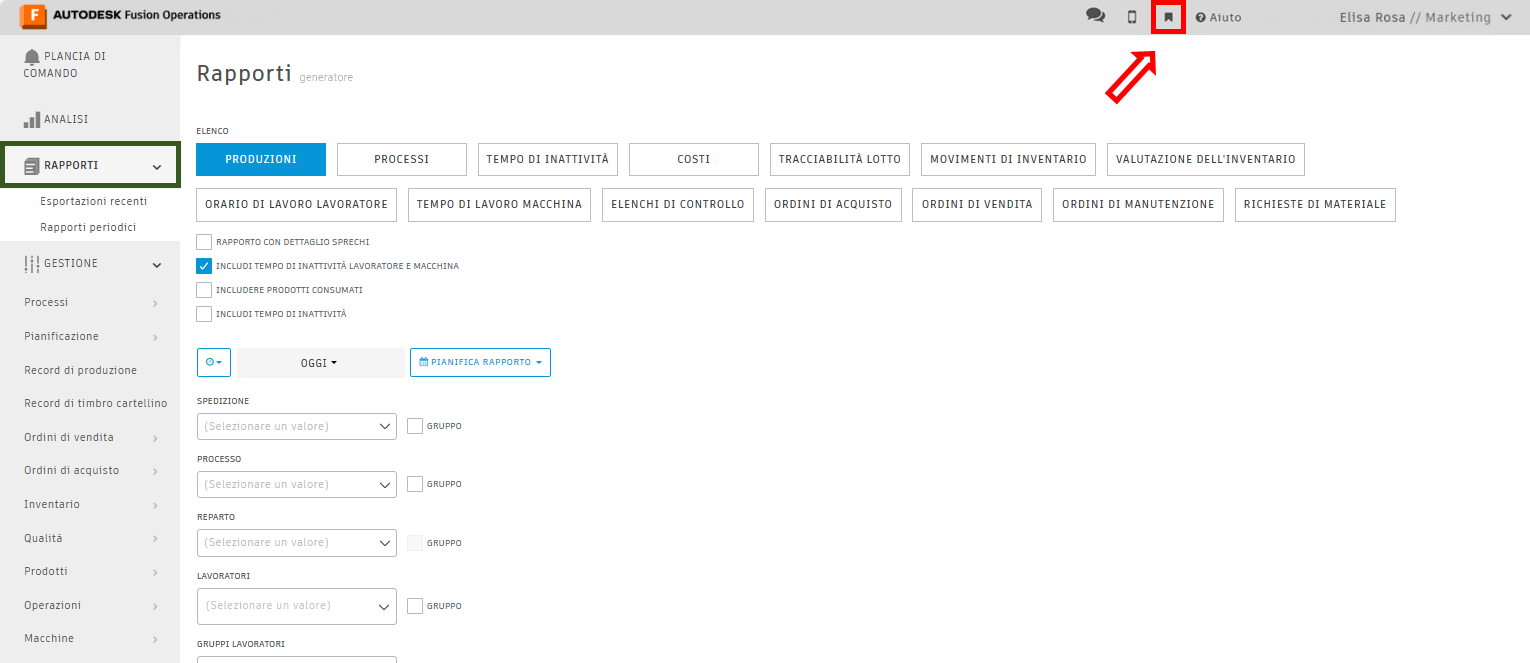 F AUTODESK Fusion Operations
Aiuto
Elisa Rosa // Marketing
PLANCIA DI
COMANDO
ANALISI
RAPPORTI
Esportazioni recenti
Rapporti periodici
GESTIONE
Processi
Pianificazione
Record di produzione
Record di timbro cartellino
Ordini di vendita
Ordini di acquisto
Inventario
Qualità
Prodotti
Operazioni
Macchine
Rapporti generatore
ELENCO
PRODUZIONI
PROCESSI
TEMPO DI INATTIVITÀ
COSTI
TRACCIABILITÀ LOTTO
MOVIMENTI DI INVENTARIO
VALUTAZIONE DELL'INVENTARIO
ORARIO DI LAVORO LAVORATORE
TEMPO DI LAVORO MACCHINA
ELENCHI DI CONTROLLO
ORDINI DI ACQUISTO
ORDINI DI VENDITA
ORDINI DI MANUTENZIONE
RICHIESTE DI MATERIALE
RAPPORTO CON DETTAGLIO SPRECHI
INCLUDI TEMPO DI INATTIVITÀ LAVORATORE E MACCHINA
INCLUDERE PRODOTTI CONSUMATI
INCLUDI TEMPO DI INATTIVITÀ
OGGI
PIANIFICA RAPPORTO
SPEDIZIONE
(Selezionare un valore)
GRUPPO
PROCESSO
(Selezionare un valore)
GRUPPO
REPARTO
(Selezionare un valore)
GRUPPO
LAVORATORI
(Selezionare un valore)
GRUPPO
GRUPPI LAVORATORI